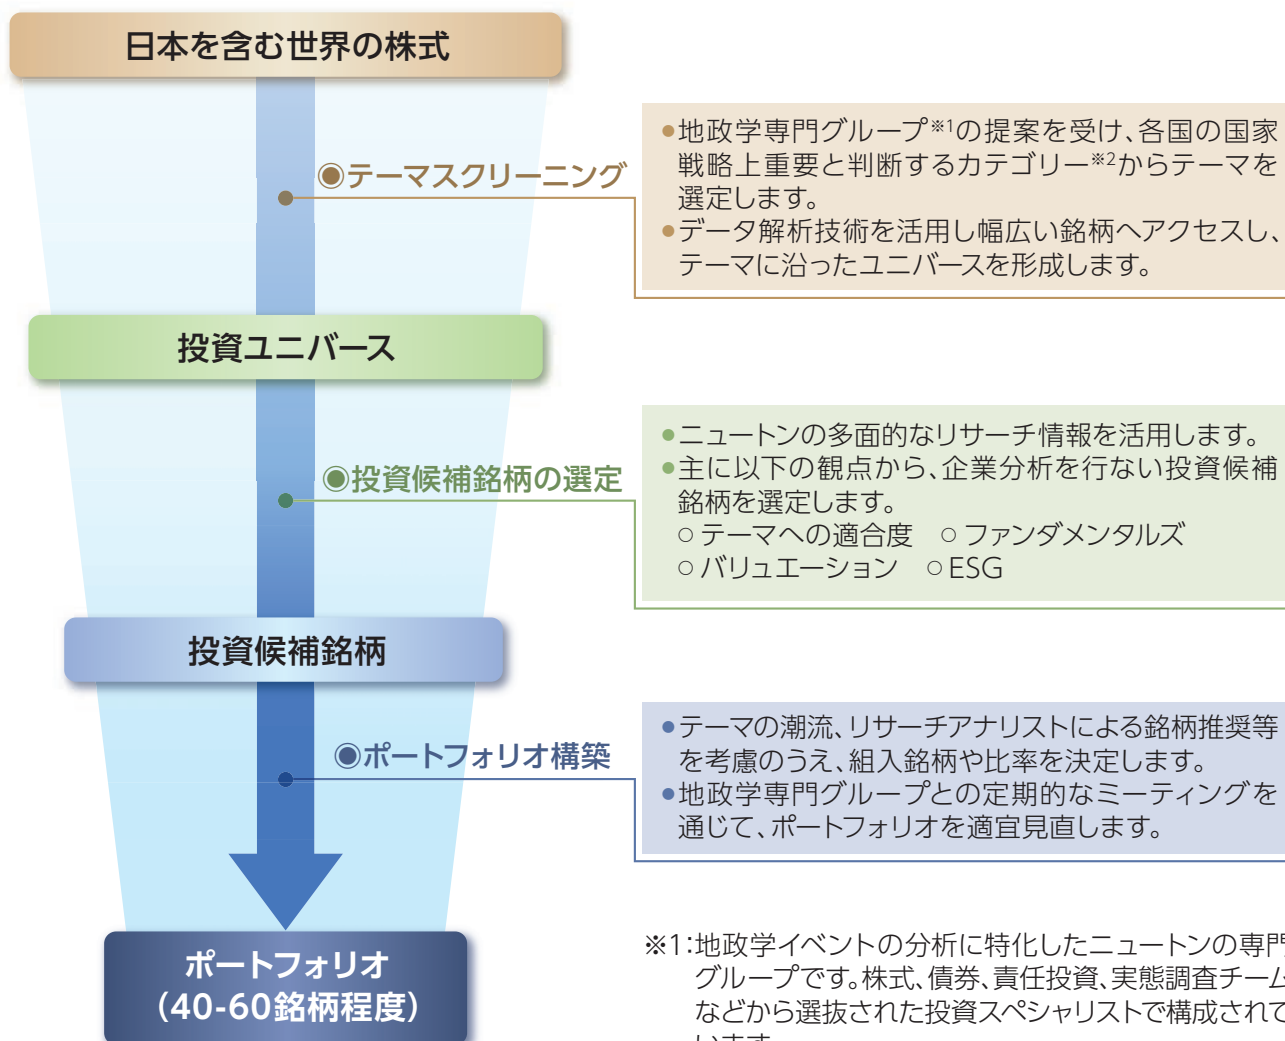 日本を含む世界の株式
◉テーマスクリーニング
●地政学専門グループ※1の提案を受け、各国の国家
戦略上重要と判断するカテゴリー※2からテーマを
選定します。
●データ解析技術を活用し幅広い銘柄へアクセスし、
テーマに沿ったユニバースを形成します。
投資ユニバース
◉投資候補銘柄の選定
●ニュートンの多面的なリサーチ情報を活用します。
●主に以下の観点から、企業分析を行ない投資候補
銘柄を選定します。
○テーマへの適合度 ○ファンダメンタルズ
○バリュエーション ○ESG
投資候補銘柄
◉ポートフォリオ構築
●テーマの潮流、リサーチアナリストによる銘柄推奨等
を考慮のうえ、組入銘柄や比率を決定します。
●地政学専門グループとの定期的なミーティングを
通じて、ポートフォリオを適宜見直します。
ポートフォリオ
(40-60銘柄程度)
※1:地政学イベントの分析に特化したニュートンの専門
グループです。株式、債券、責任投資、実態調査チーム
などから選抜された投資スペシャリストで構成されて
います。